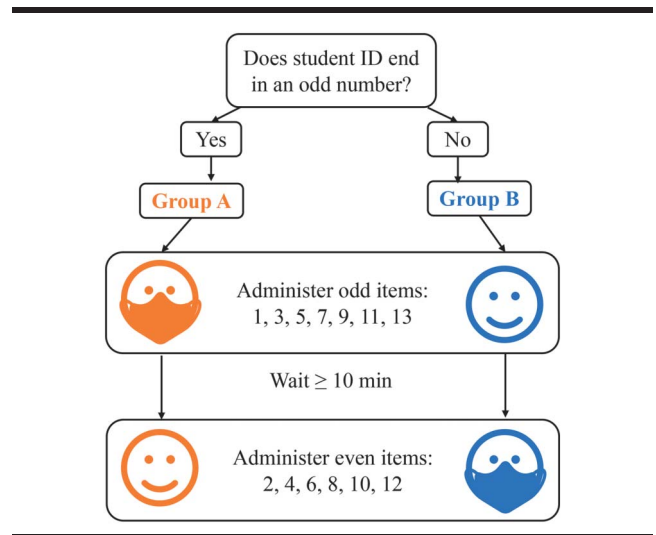 Does student ID end
in an odd number?
Yes
No
Group A
Group B
Administer odd items:
1, 3, 5, 7, 9, 11, 13
Wait ≥ 10 min
Administer even items:
2, 4, 6, 8, 10, 12